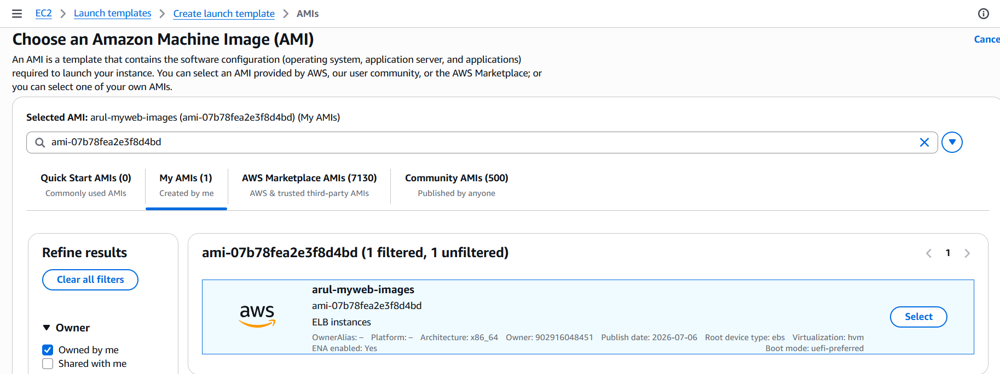 EC2 > Launch templates > Create launch template > AMIs
Choose an Amazon Machine Image (AMI)
Cance
An AMI is a template that contains the software configuration (operating system, application server, and applications)
required to launch your instance. You can select an AMI provided by AWS, our user community, or the AWS Marketplace; or
you can select one of your own AMIs.
Selected AMI: arul-myweb-images (ami-07b78fea2e3f8d4bd) (My AMIs)
ami-07b78fea2e3f8d4bd
Quick Start AMIs (0)
Commonly used AMIs
My AMIs (1)
Created by me
AWS Marketplace AMIs (7130)
AWS & trusted third-party AMIs
Community AMIs (500)
Published by anyone
Refine results
Clear all filters
Owner
Owned by me
Shared with me
ami-07b78fea2e3f8d4bd (1 filtered, 1 unfiltered)
1
aws
arul-myweb-images
ami-07b78fea2e3f8d4bd
ELB instances
OwnerAlias: – Platform: – Architecture: x86_64 Owner: 902916048451 Publish date: 2026-07-06 Root device type: ebs Virtualization: hvm
ENA enabled: Yes Boot mode: uefi-preferred
Select